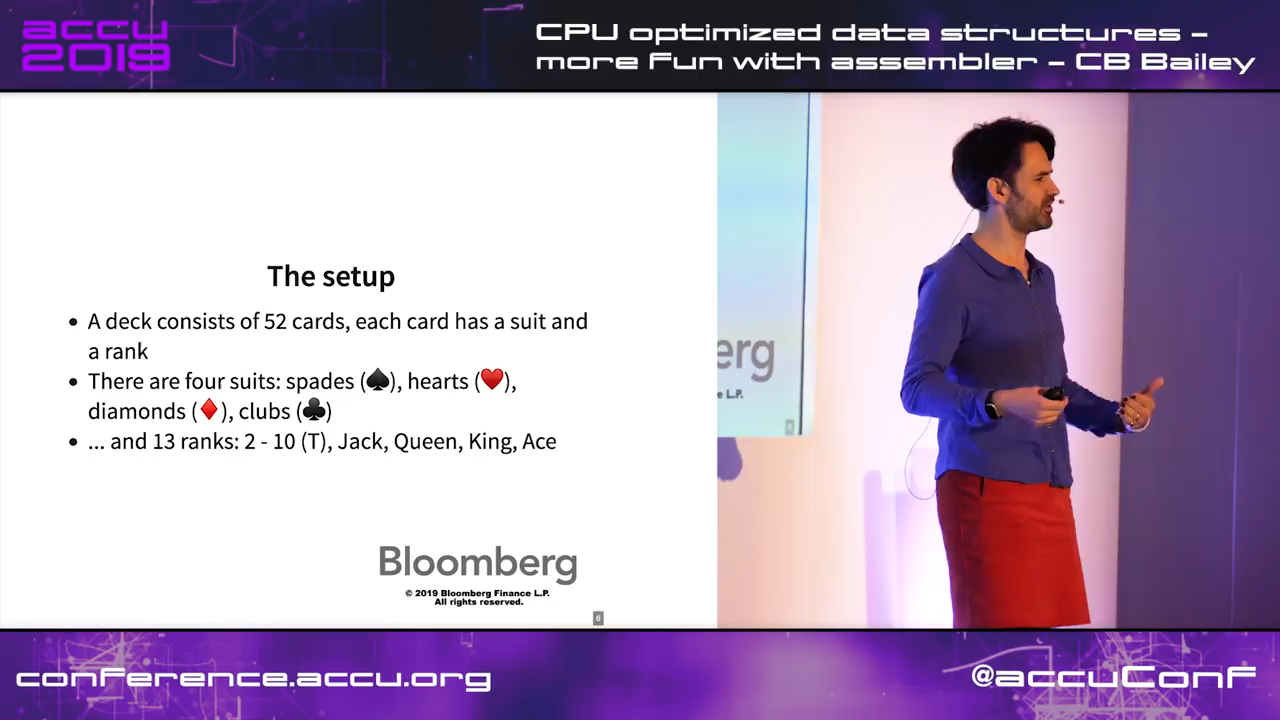 accu
2019
CPU optimized data structures –
more fun with assembler – CB Bailey
The setup
• A deck consists of 52 cards, each card has a suit and
a rank
• There are four suits: spades (♠), hearts (♥),
diamonds (♦), clubs (♣)
• ... and 13 ranks: 2 - 10 (T), Jack, Queen, King, Ace
Bloomberg
© 2019 Bloomberg Finance L.P.
All rights reserved.
6
erg
e L.P.
conference.accu.org
@accuConf